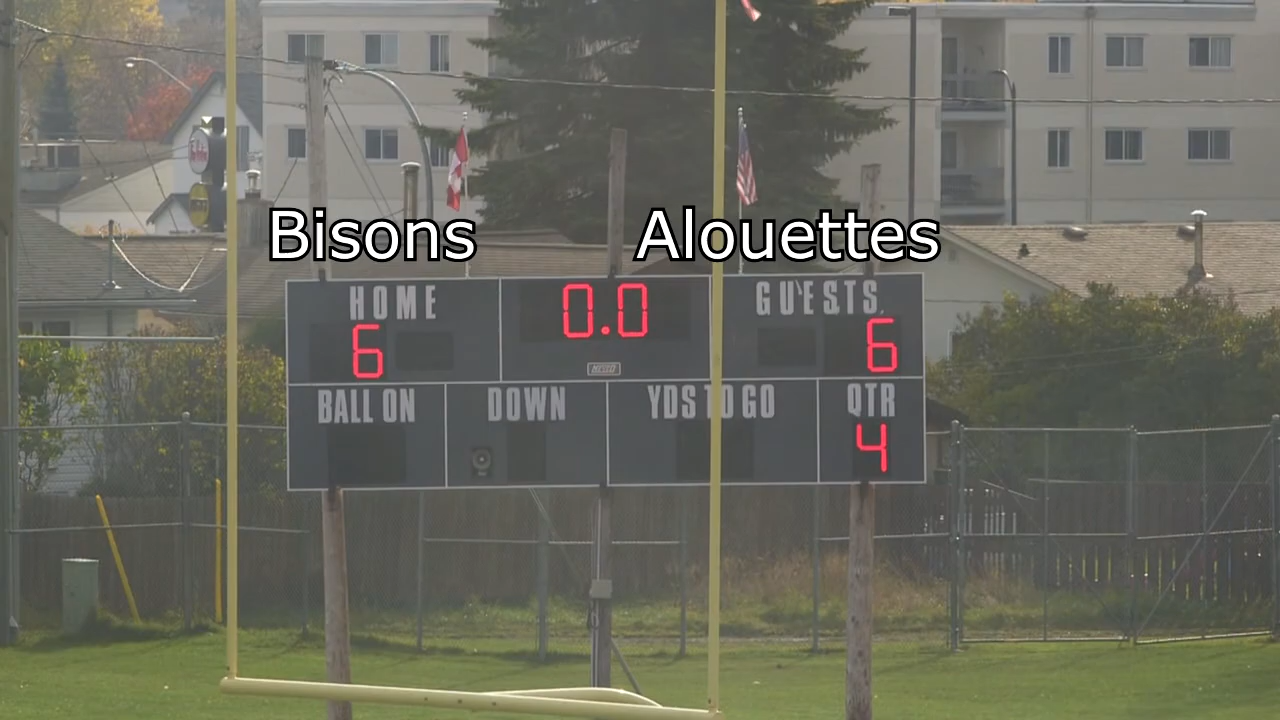 Bisons Alouettes
HOME 0.0 GUESTS
6 6
BALL ON DOWN YDS TO GO QTR
4